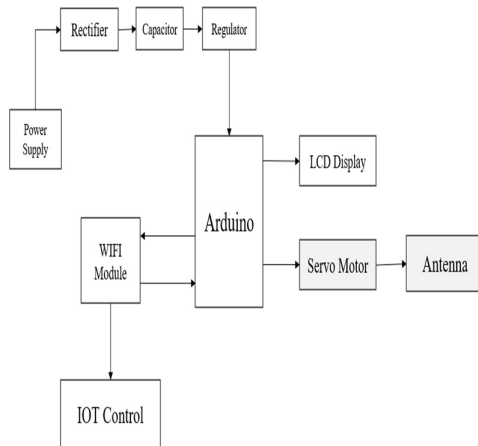 Rectifier
Capacitor
Regulator
Power
Supply
LCD Display
Arduino
WIFI
Module
Servo Motor
Antenna
IOT Control